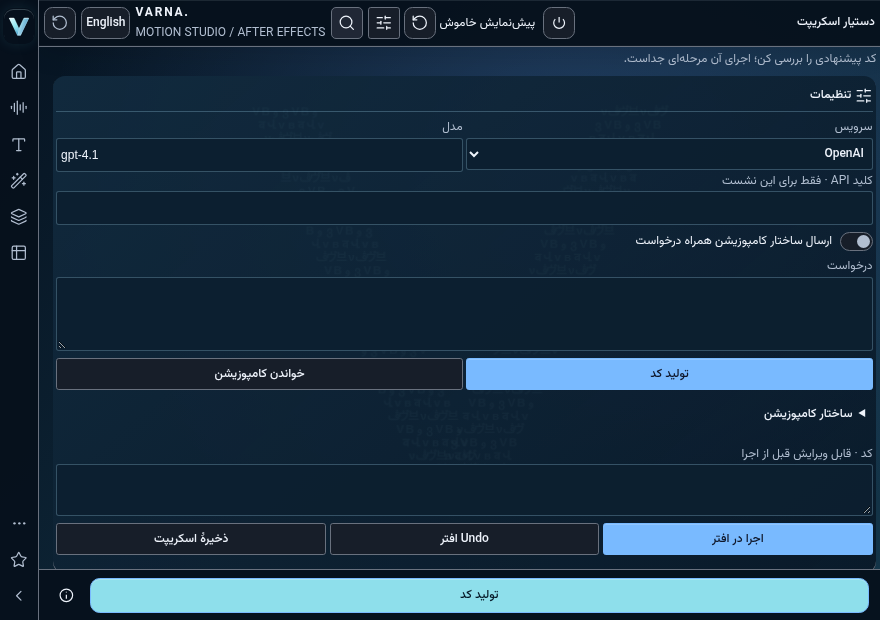 دستیار اسکریپت
پیش‌نمایش خاموش
VARNA.
MOTION STUDIO / AFTER EFFECTS
English
کد پیشنهادی را بررسی کن؛ اجرای آن مرحله‌ای جداست.
تنظیمات
سرویس
مدل
OpenAI
gpt-4.1
کلید API · فقط برای این نشست
ارسال ساختار کامپوزیشن همراه درخواست
درخواست
تولید کد
خواندن کامپوزیشن
ساختار کامپوزیشن
کد · قابل ویرایش قبل از اجرا
اجرا در افتر
Undo افتر
ذخیرهٔ اسکریپت
تولید کد